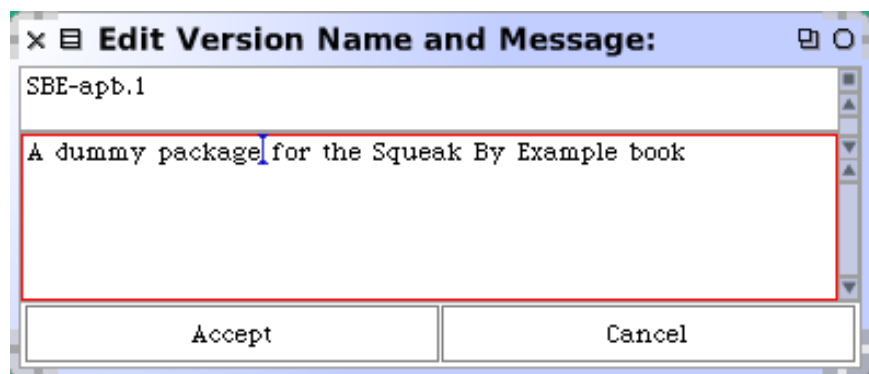 Edit Version Name and Message:
SBE-apb.1
A dummy package for the Squeak By Example book
Accept Cancel